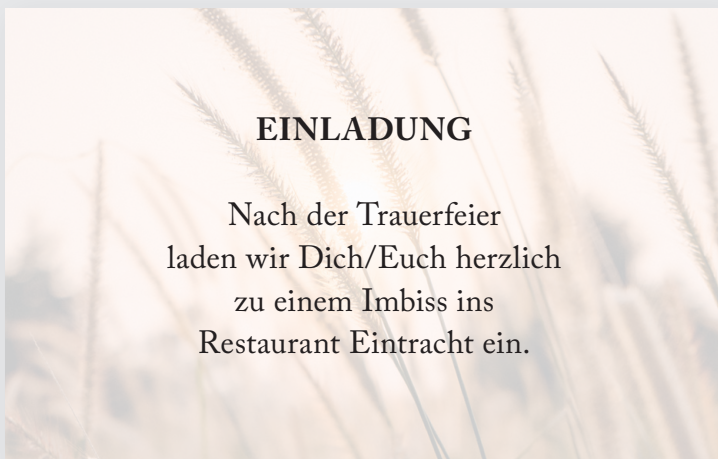 EINLADUNG
Nach der Trauerfeier
laden wir Dich/Euch herzlich
zu einem Imbiss ins
Restaurant Eintracht ein.